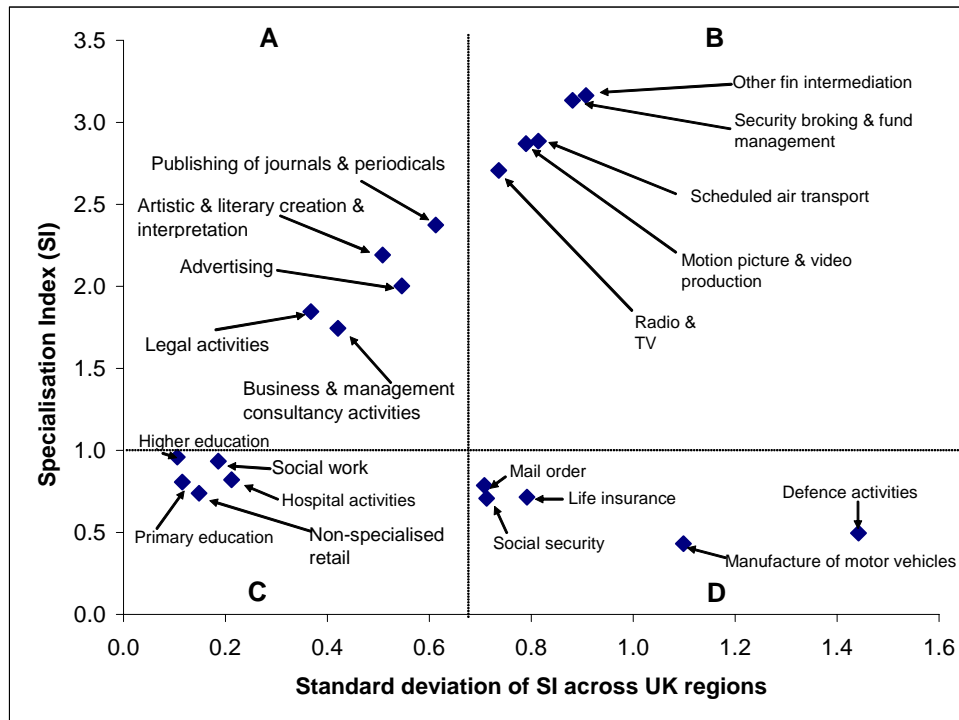 A
B
3.5
3.0
2.5
2.0
1.5
1.0
0.5
0.0
Specialisation Index (SI)
Other fin intermediation
Security broking & fund
management
Publishing of journals & periodicals
Scheduled air transport
Artistic & literary creation &
interpretation
Advertising
Motion picture & video
production
Radio &
TV
Legal activities
Business & management
consultancy activities
Higher education
Social work
Hospital activities
Primary education
Non-specialised
retail
Mail order
Life insurance
Social security
Defence activities
Manufacture of motor vehicles
C
D
0.0
0.2
0.4
0.6
0.8
1.0
1.2
1.4
1.6
Standard deviation of SI across UK regions